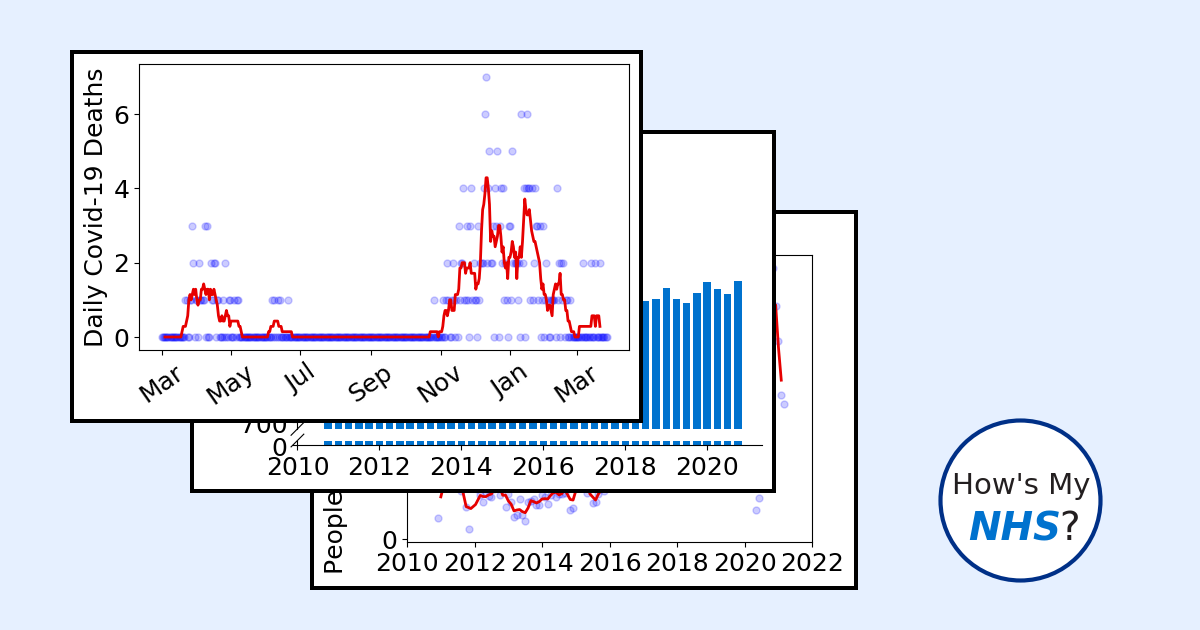 Daily Covid-19 Deaths
6
4
2
0
Mar May Jul Sep Nov Jan Mar
700
0
2010 2012 2014 2016 2018 2020
People
0
2010 2012 2014 2016 2018 2020 2022
How's My
NHS?